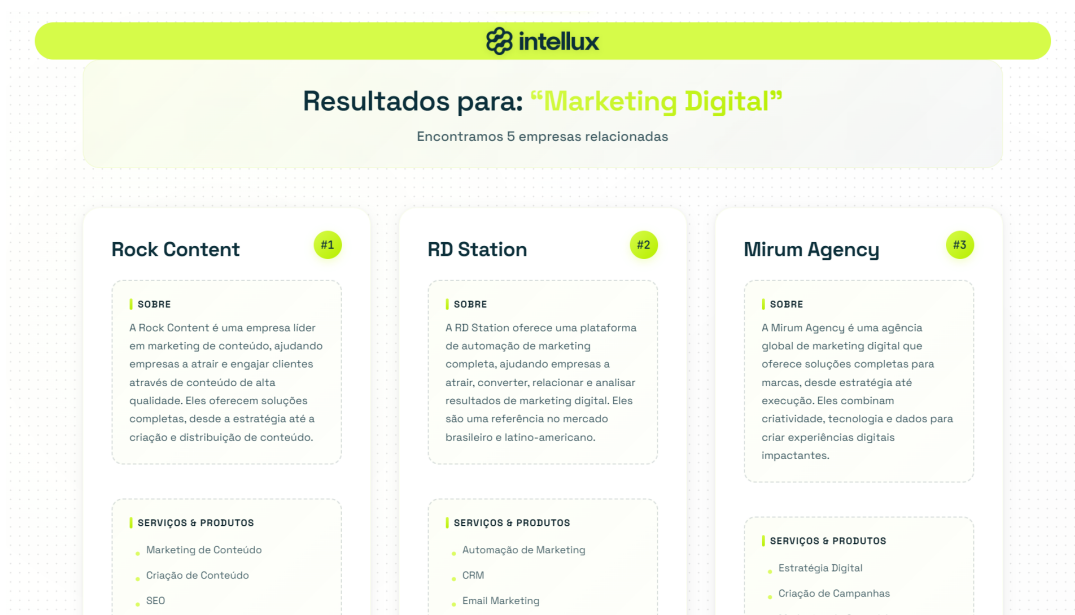 intellux
Resultados para: “Marketing Digital”
Encontramos 5 empresas relacionadas
Rock Content
#1
SOBRE
A Rock Content é uma empresa líder
em marketing de conteúdo, ajudando
empresas a atrair e engajar clientes
através de conteúdo de alta
qualidade. Eles oferecem soluções
completas, desde a estratégia até a
criação e distribuição de conteúdo.
SERVIÇOS & PRODUTOS
Marketing de Conteúdo
Criação de Conteúdo
SEO
RD Station
#2
SOBRE
A RD Station oferece uma plataforma
de automação de marketing
completa, ajudando empresas a
atrair, converter, relacionar e analisar
resultados de marketing digital. Eles
são uma referência no mercado
brasileiro e latino-americano.
SERVIÇOS & PRODUTOS
Automação de Marketing
CRM
Email Marketing
Mirum Agency
#3
SOBRE
A Mirum Agency é uma agência
global de marketing digital que
oferece soluções completas para
marcas, desde estratégia até
execução. Eles combinam
criatividade, tecnologia e dados para
criar experiências digitais
impactantes.
SERVIÇOS & PRODUTOS
Estratégia Digital
Criação de Campanhas